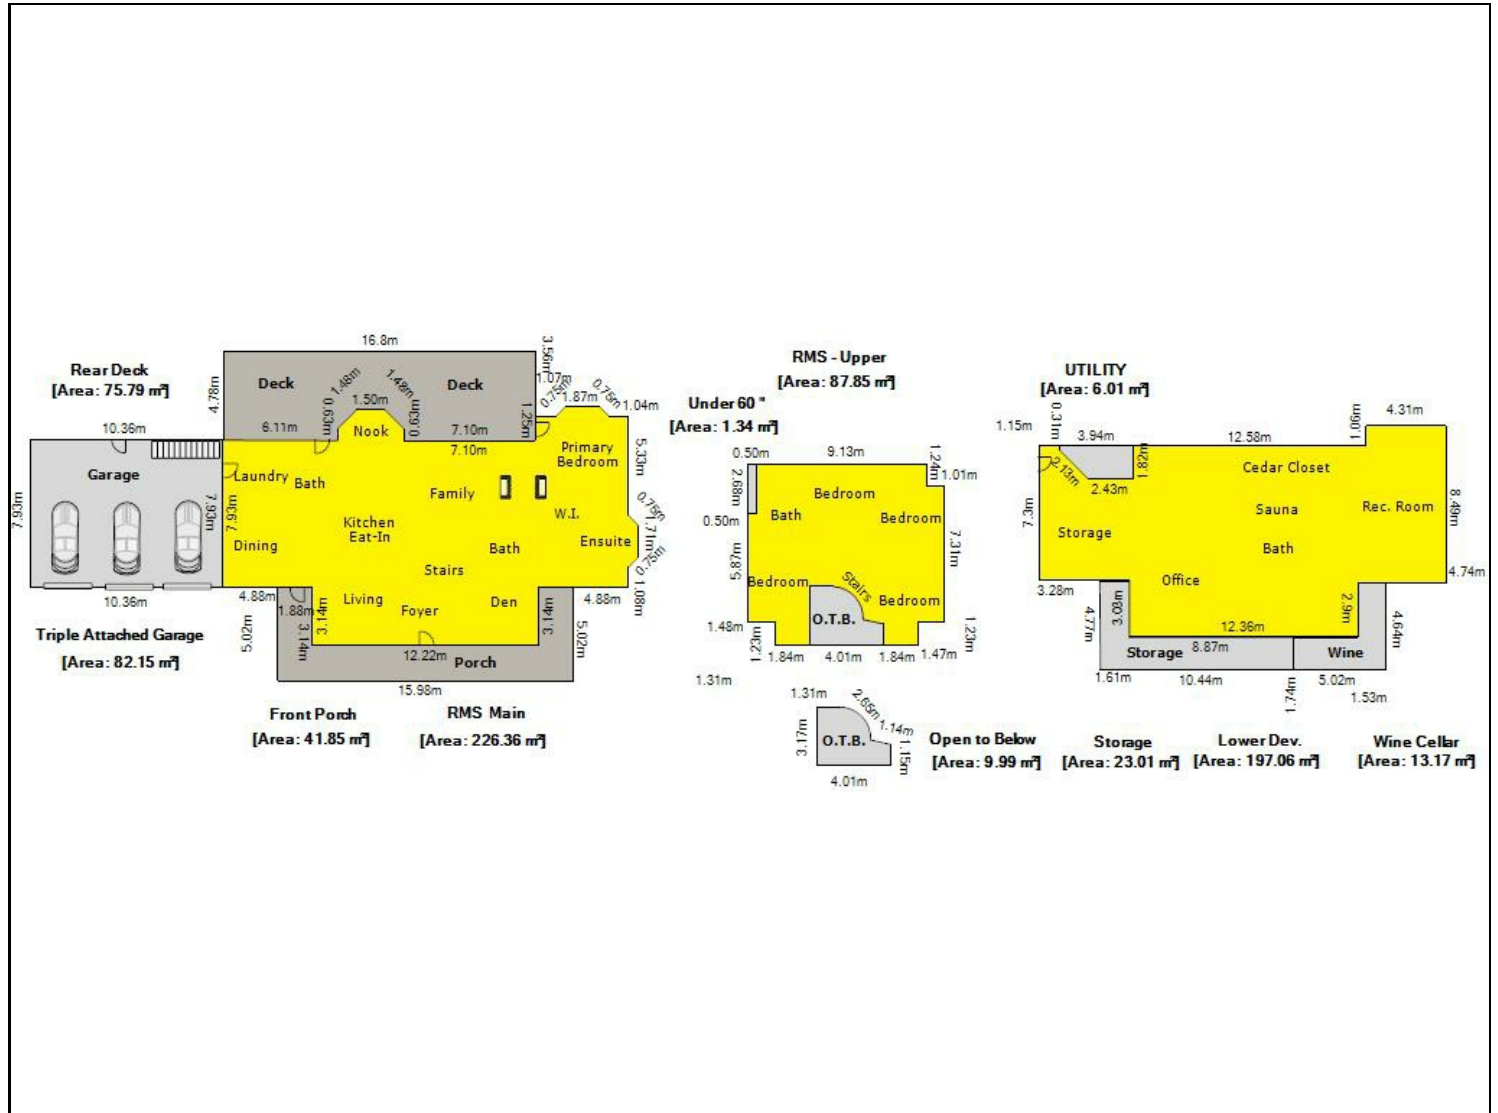 16.8m
Rear Deck
[Area: 75.79 m²]
4.78m
Deck
Deck
1.48m
1.48m
1.50m
0.63m
0.63m
3.56m
1.07m
1.25m
0.75m
1.87m
0.75m
1.04m
10.36m
6.11m
Nook
7.10m
7.10m
Garage
Laundry
Bath
Family
Primary
Bedroom
5.33m
W.I.
0.75m
1.71m
0.75m
7.93m
7.93m
7.93m
Kitchen
Eat-In
Dining
Bath
Ensuite
Stairs
10.36m
4.88m
1.88m
Living
Foyer
Den
4.88m
1.08m
5.02m
3.14m
3.14m
3.14m
5.02m
Triple Attached Garage
[Area: 82.15 m²]
12.22m
Porch
15.98m
Front Porch
[Area: 41.85 m²]
RMS Main
[Area: 226.36 m²]
RMS - Upper
[Area: 87.85 m²]
Under 60 "
[Area: 1.34 m²]
0.50m
9.13m
1.24m
1.01m
2.68m
Bedroom
Bath
Bedroom
0.50m
7.31m
5.87m
Bedroom
Stairs
Bedroom
O.T.B.
1.48m
1.23m
1.84m
4.01m
1.84m
1.47m
1.23m
1.31m
1.31m
2.65m
1.14m
3.17m
O.T.B.
1.15m
4.01m
Open to Below
[Area: 9.99 m²]
UTILITY
[Area: 6.01 m²]
0.31m
1.15m
3.94m
12.58m
1.06m
4.31m
2.13m
1.82m
2.43m
Cedar Closet
7.3m
Sauna
Rec. Room
8.49m
Storage
Bath
Office
3.28m
4.74m
4.77m
3.03m
2.9m
4.64m
12.36m
Storage
8.87m
Wine
1.61m
10.44m
1.74m
5.02m
1.53m
Storage
[Area: 23.01 m²]
Lower Dev.
[Area: 197.06 m²]
Wine Cellar
[Area: 13.17 m²]